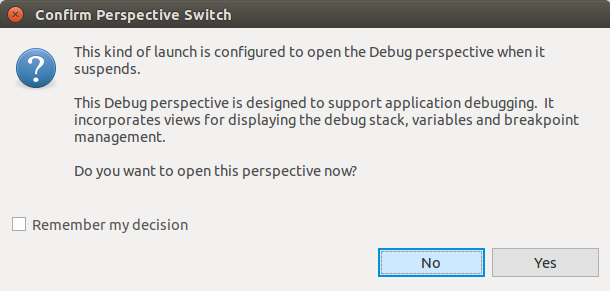 Confirm Perspective Switch
This kind of launch is configured to open the Debug perspective when it
suspends.
This Debug perspective is designed to support application debugging.  It
incorporates views for displaying the debug stack, variables and breakpoint
management.
Do you want to open this perspective now?
Remember my decision
No
Yes